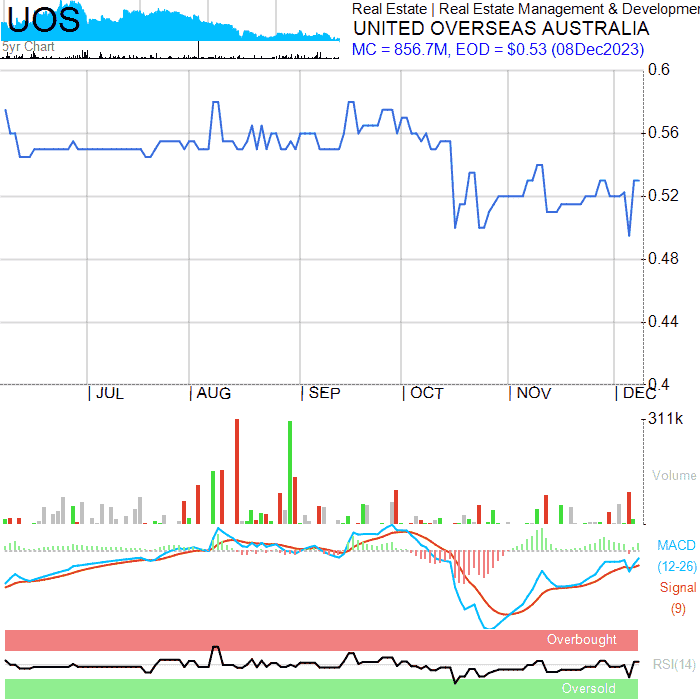 UOS
5yr Chart
Real Estate | Real Estate Management & Developmen
UNITED OVERSEAS AUSTRALIA
MC = 856.7M, EOD = $0.53 (08Dec2023)
0.6
0.56
0.52
0.48
0.44
0.4
JUL AUG SEP OCT NOV DEC
311k
Volume
MACD
(12-26)
Signal
(9)
Overbought
RSI(14)
Oversold